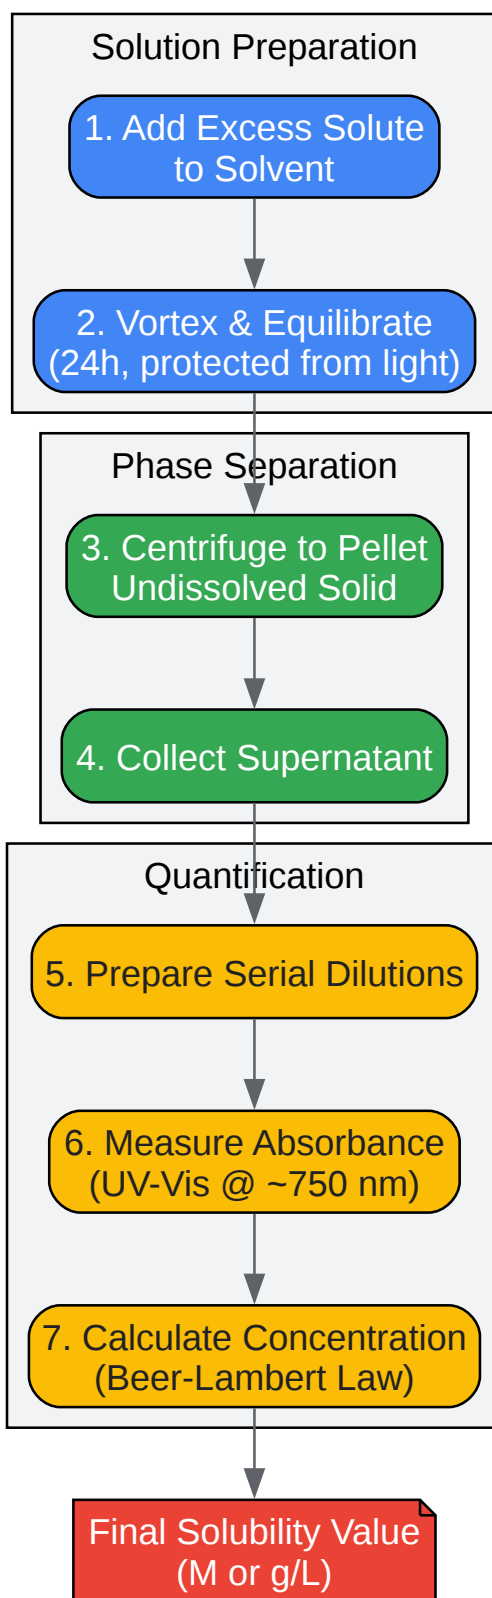 Solution Preparation
1. Add Excess Solute
to Solvent
2. Vortex & Equilibrate
(24h, protected from light)
Phase Separation
3. Centrifuge to Pellet
Undissolved Solid
4. Collect Supernatant
Quantification
5. Prepare Serial Dilutions
6. Measure Absorbance
(UV-Vis @ ~750 nm)
7. Calculate Concentration
(Beer-Lambert Law)
Final Solubility Value
(M or g/L)